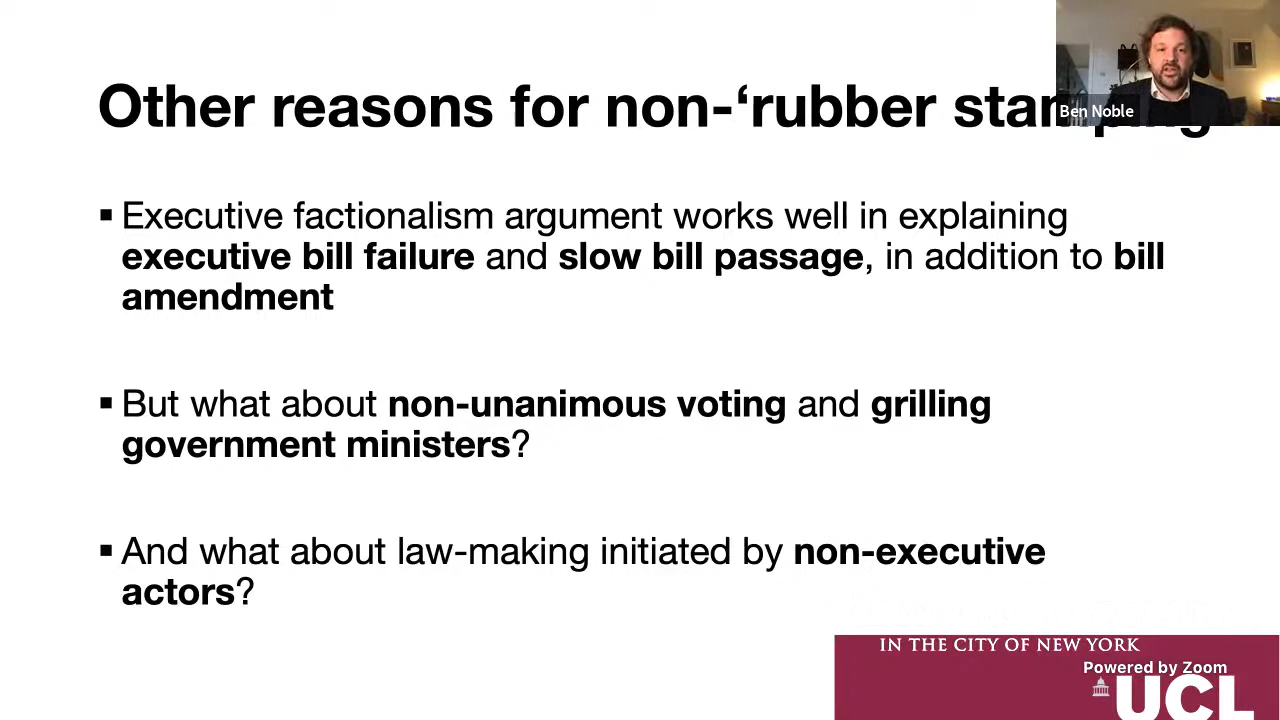 Other reasons for non-‘rubber stamping
Ben Noble
▪ Executive factionalism argument works well in explaining
executive bill failure and slow bill passage, in addition to bill
amendment
▪ But what about non-unanimous voting and grilling
government ministers?
▪ And what about law-making initiated by non-executive
actors?
IN THE CITY OF NEW YORK
Powered by Zoom
UCL